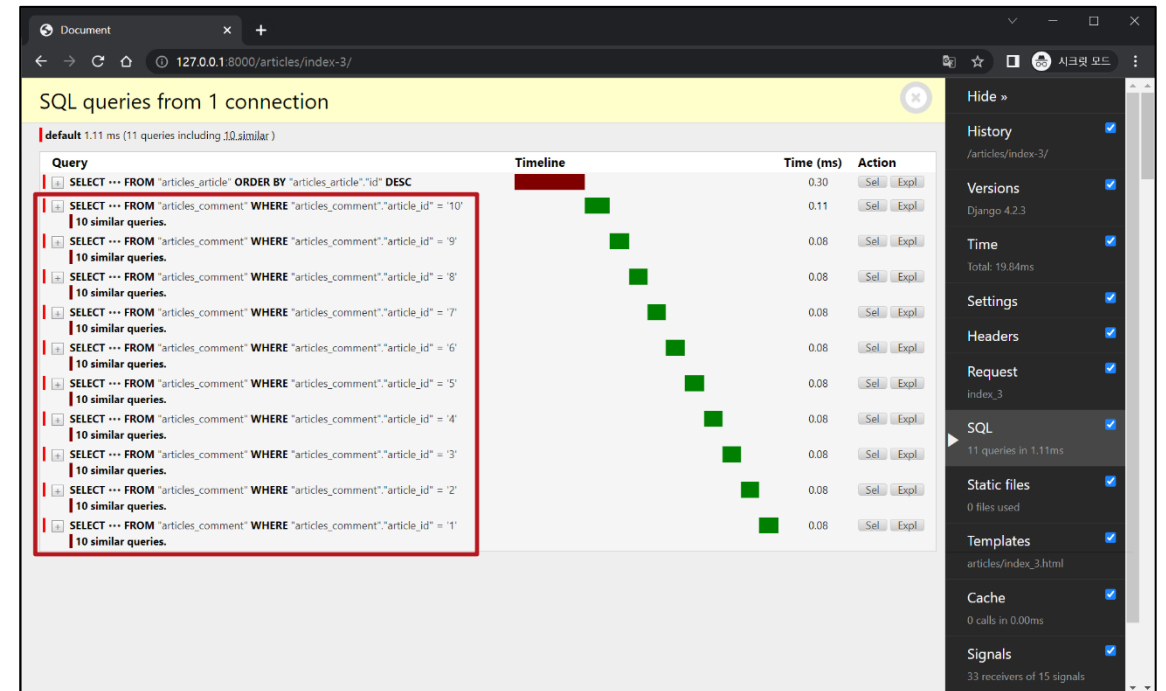 Document
127.0.0.1:8000/articles/index-3/
시크릿 모드
SQL queries from 1 connection
default 1.11 ms (11 queries including 10 similar )
Query Timeline Time (ms) Action
+ SELECT ••• FROM "articles_article" ORDER BY "articles_article"."id" DESC 0.30 Sel Expl
+ SELECT ••• FROM "articles_comment" WHERE "articles_comment"."article_id" = '10' 0.11 Sel Expl
10 similar queries.
+ SELECT ••• FROM "articles_comment" WHERE "articles_comment"."article_id" = '9' 0.08 Sel Expl
10 similar queries.
+ SELECT ••• FROM "articles_comment" WHERE "articles_comment"."article_id" = '8' 0.08 Sel Expl
10 similar queries.
+ SELECT ••• FROM "articles_comment" WHERE "articles_comment"."article_id" = '7' 0.08 Sel Expl
10 similar queries.
+ SELECT ••• FROM "articles_comment" WHERE "articles_comment"."article_id" = '6' 0.08 Sel Expl
10 similar queries.
+ SELECT ••• FROM "articles_comment" WHERE "articles_comment"."article_id" = '5' 0.08 Sel Expl
10 similar queries.
+ SELECT ••• FROM "articles_comment" WHERE "articles_comment"."article_id" = '4' 0.08 Sel Expl
10 similar queries.
+ SELECT ••• FROM "articles_comment" WHERE "articles_comment"."article_id" = '3' 0.08 Sel Expl
10 similar queries.
+ SELECT ••• FROM "articles_comment" WHERE "articles_comment"."article_id" = '2' 0.08 Sel Expl
10 similar queries.
+ SELECT ••• FROM "articles_comment" WHERE "articles_comment"."article_id" = '1' 0.08 Sel Expl
10 similar queries.
Hide »
History
/articles/index-3/
Versions
Django 4.2.3
Time
Total: 19.84ms
Settings
Headers
Request
index_3
SQL
11 queries in 1.11ms
Static files
0 files used
Templates
articles/index_3.html
Cache
0 calls in 0.00ms
Signals
33 receivers of 15 signals